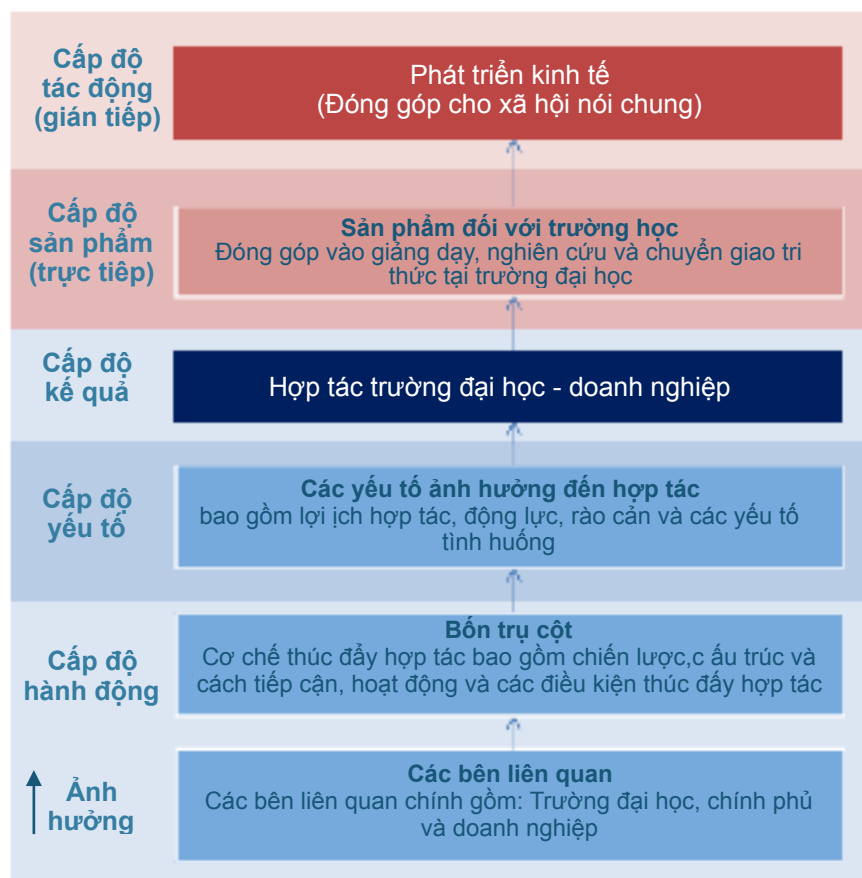 Cấp độ
tác động
(gián tiếp)
Phát triển kinh tế
(Đóng góp cho xã hội nói chung)
Cấp độ
sản phẩm
(trực tiêp)
Sản phẩm đối với trường học
Đóng góp vào giảng dạy, nghiên cứu và chuyển giao tri
thức tại trường đại học
Cấp độ
kế quả
Hợp tác trường đại học - doanh nghiệp
Cấp độ
yếu tố
Các yếu tố ảnh hưởng đến hợp tác
bao gồm lợi ịch hợp tác, động lực, rào cản và các yếu tố
tình huống
Cấp độ
hành động
Bốn trụ cột
Cơ chế thúc đẩy hợp tác bao gồm chiến lược,c ấu trúc và
cách tiếp cận, hoạt động và các điều kiện thúc đấy hợp tác
Ảnh
hưởng
Các bên liên quan
Các bên liên quan chính gồm: Trường đại học, chính phủ
và doanh nghiệp